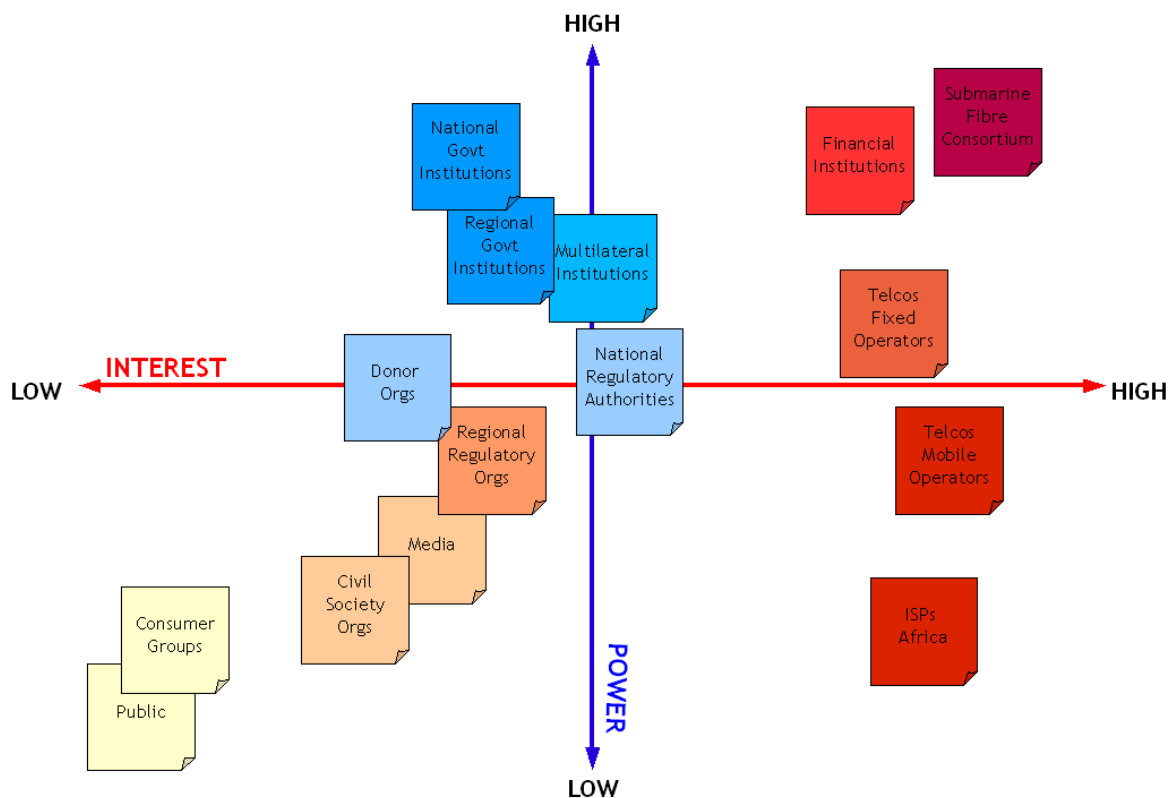 HIGH
Submarine
Fibre
Consortium
National
Govt
Institutions
Financial
Institutions
Regional
Govt
Institutions
Multilateral
Institutions
Telcos
Fixed
Operators
INTEREST
LOW
HIGH
Donor
Orgs
National
Regulatory
Authorities
Regional
Regulatory
Orgs
Telcos
Mobile
Operators
Media
Civil
Society
Orgs
ISPs
Africa
Consumer
Groups
Public
POWER
LOW